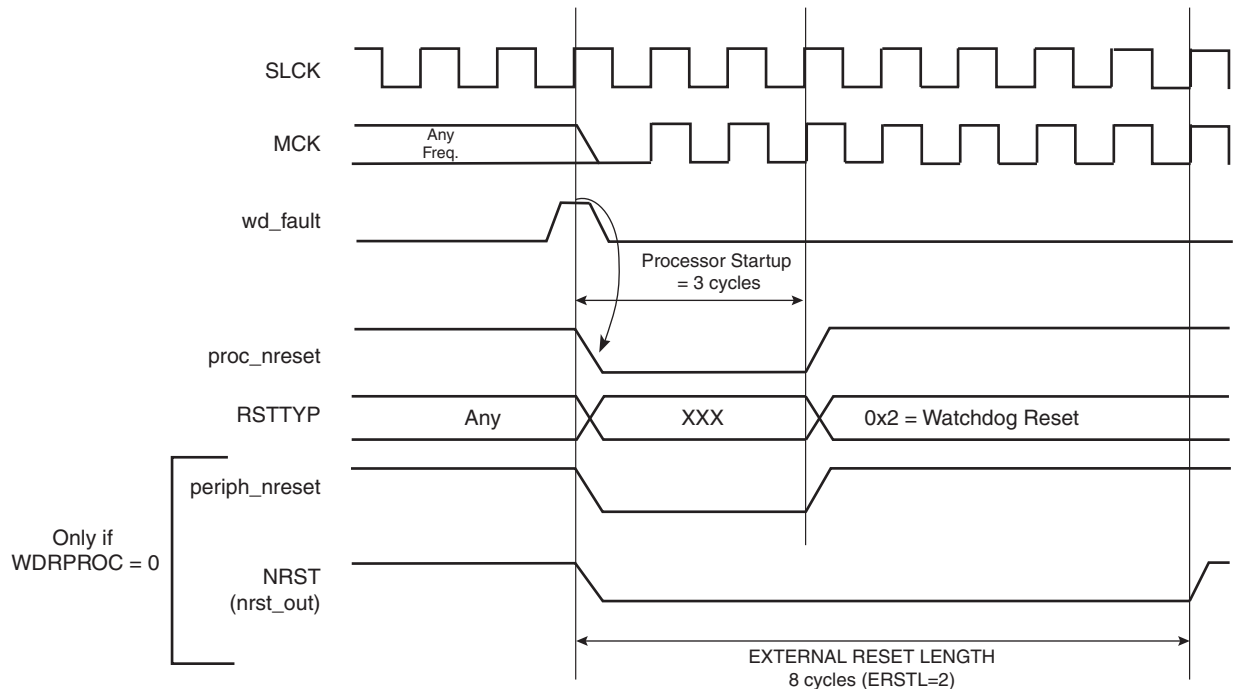 SLCK
MCK
Any
Freq.
wd_fault
Processor Startup
= 3 cycles
proc_nreset
RSTTYP
Any
XXX
0x2 = Watchdog Reset
periph_nreset
Only if
WDRPROC = 0
NRST
(nrst_out)
EXTERNAL RESET LENGTH
8 cycles (ERSTL=2)